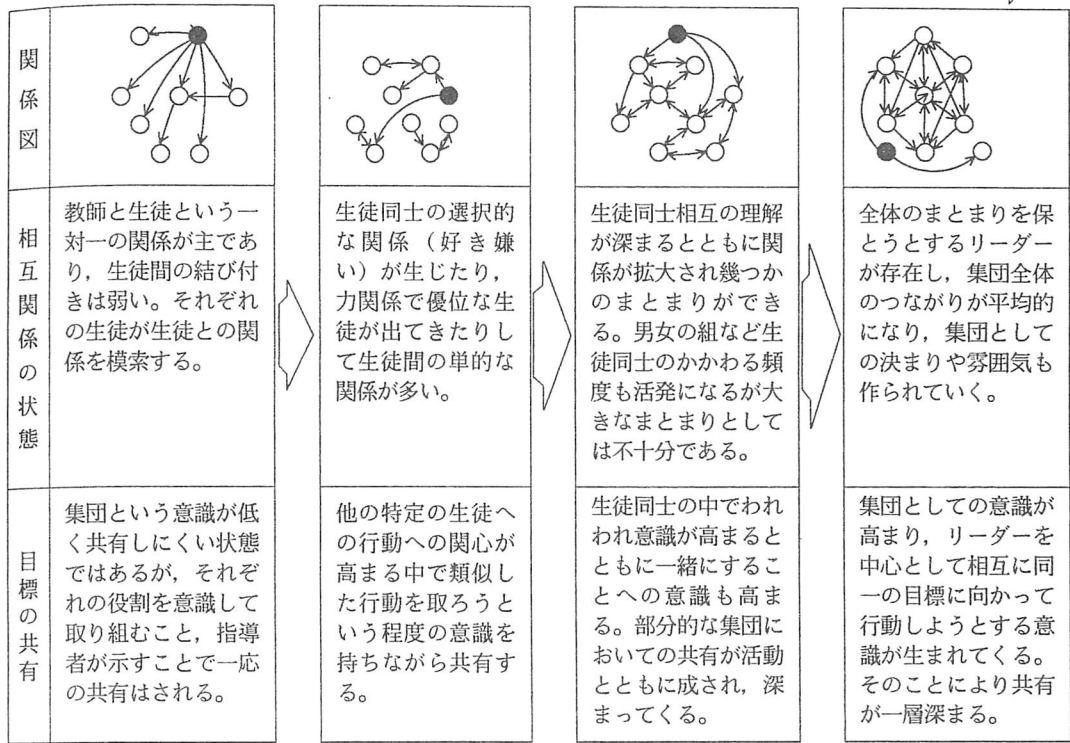 関係図
相互関係の状態
教師と生徒という一
対一の関係が主であ
り，生徒間の結び付
きは弱い。それぞれ
の生徒が生徒との関
係を模索する。
生徒同士の選択的
な関係（好き嫌
い）が生じたり，
力関係で優位な生
徒が出てきたりし
て生徒間の単的な
関係が多い。
生徒同士相互の理解
が深まるとともに関
係が拡大され幾つか
のまとまりができ
る。男女の組など生
徒同士のかかわる頻
度も活発になるが大
きなまとまりとして
は不十分である。
全体のまとまりを保
とうとするリーダー
が存在し，集団全体
のつながりが平均的
になり，集団として
の決まりや雰囲気も
作られていく。
目標の共有
集団という意識が低
く共有しにくい状態
ではあるが，それぞ
れの役割を意識して
取り組むこと，指導
者が示すことで一応
の共有はされる。
他の特定の生徒へ
の行動への関心が
高まる中で類似し
た行動を取ろうと
いう程度の意識を
持ちながら共有す
る。
生徒同士の中でわれ
われ意識が高まると
ともに一緒にするこ
とへの意識も高ま
る。部分的な集団に
おいての共有が活動
とともに成され，深
まってくる。
集団としての意識が
高まり，リーダーを
中心として相互に同
一の目標に向かって
行動しようとする意
識が生まれてくる。
そのことにより共有
が一層深まる。